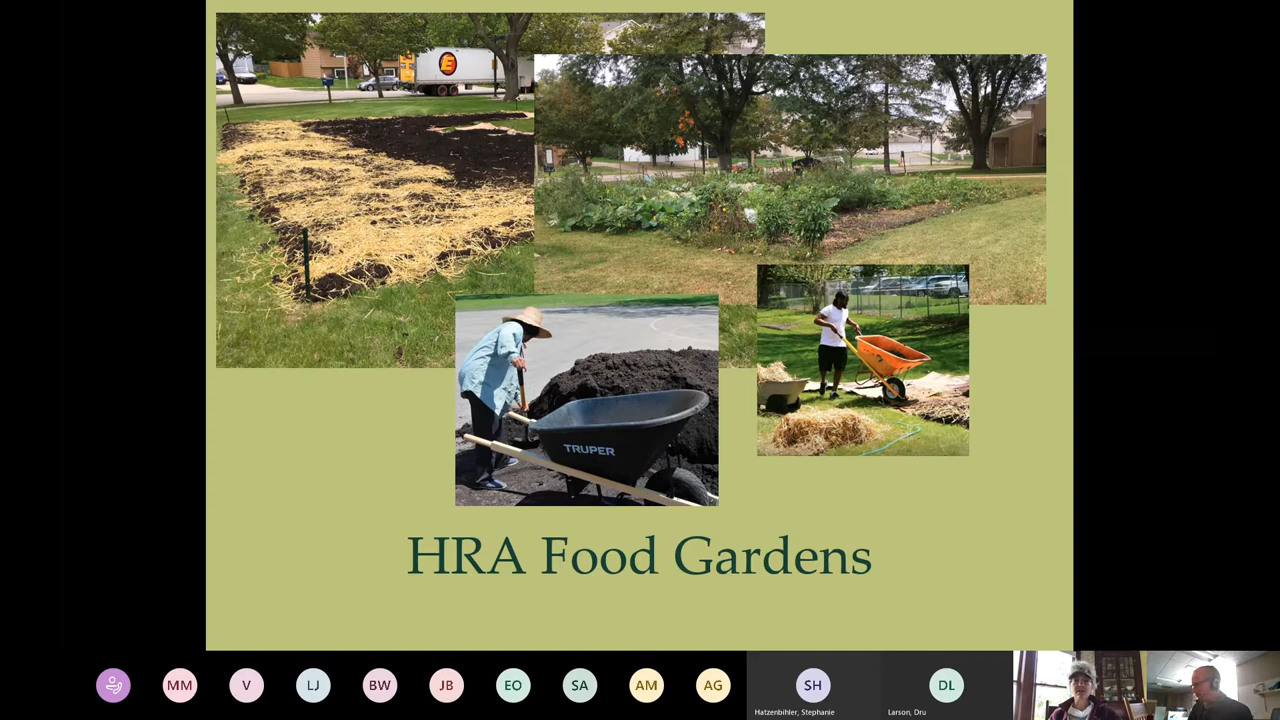 E
TRUPER
HRA Food Gardens
MM
V
LJ
BW
JB
EO
SA
AM
AG
SH
DL
Hatzenbihler, Stephanie
Larson, Dru